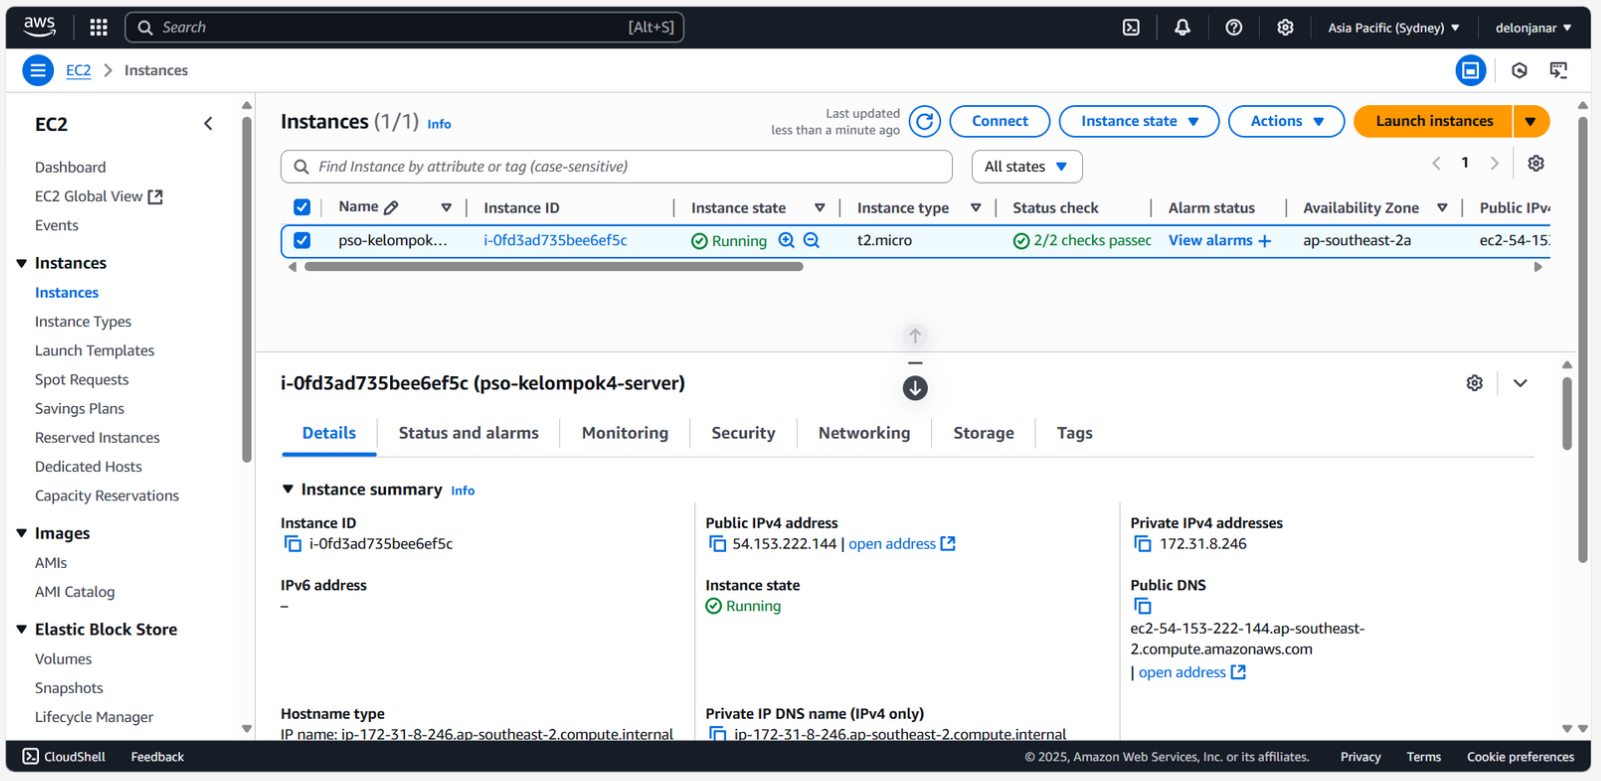 aws
Search [Alt+S]
Asia Pacific (Sydney)
delonjanar
EC2 > Instances
EC2
Dashboard
EC2 Global View
Events
Instances
Instances
Instance Types
Launch Templates
Spot Requests
Savings Plans
Reserved Instances
Dedicated Hosts
Capacity Reservations
Images
AMIs
AMI Catalog
Elastic Block Store
Volumes
Snapshots
Lifecycle Manager
Instances (1/1) Info
Last updated
less than a minute ago
Connect
Instance state
Actions
Launch instances
Find Instance by attribute or tag (case-sensitive)
All states
1
Name Instance ID Instance state Instance type Status check Alarm status Availability Zone Public IPv
pso-kelompok... i-0fd3ad735bee6ef5c Running t2.micro 2/2 checks passec View alarms + ap-southeast-2a ec2-54-15
i-0fd3ad735bee6ef5c (pso-kelompok4-server)
Details Status and alarms Monitoring Security Networking Storage Tags
Instance summary Info
Instance ID
i-0fd3ad735bee6ef5c
IPv6 address
–
Hostname type
IP name: ip-172-31-8-246.ap-southeast-2.compute.internal
Public IPv4 address
54.153.222.144 | open address
Instance state
Running
Private IP DNS name (IPv4 only)
ip-172-31-8-246.ap-southeast-2.compute.internal
Private IPv4 addresses
172.31.8.246
Public DNS
ec2-54-153-222-144.ap-southeast-
2.compute.amazonaws.com
| open address
CloudShell Feedback
© 2025, Amazon Web Services, Inc. or its affiliates. Privacy Terms Cookie preferences